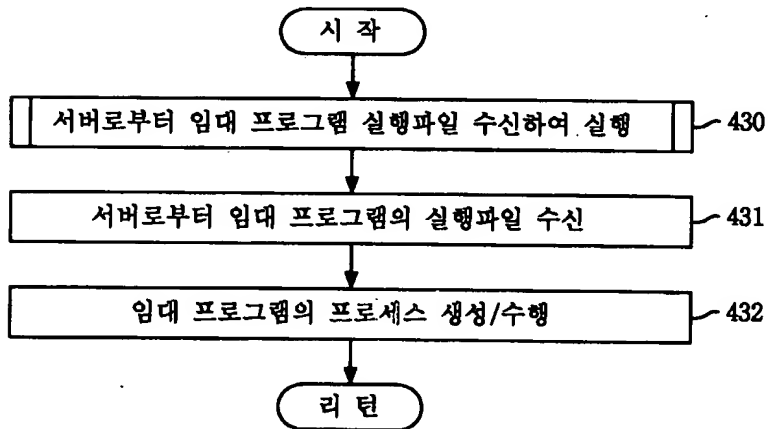 시 작
서버로부터 임대 프로그램 실행파일 수신하여 실행
430
서버로부터 임대 프로그램의 실행파일 수신
431
임대 프로그램의 프로세스 생성/수행
432
리 턴